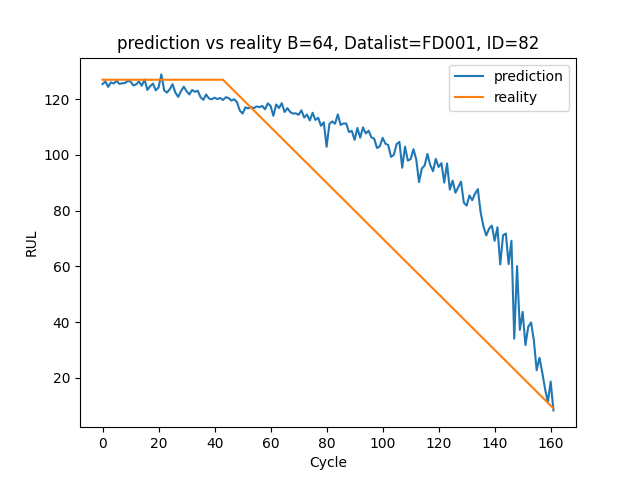 prediction vs reality B=64, Datalist=FD001, ID=82
prediction
reality
RUL
120
100
80
60
40
20
0 20 40 60 80 100 120 140 160
Cycle